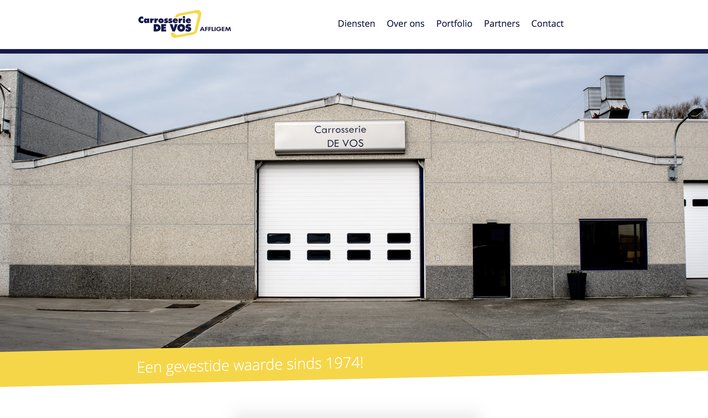 Carrosserie
DE VOS AFFLIGEM
Diensten Over ons Portfolio Partners Contact
Carrosserie
DE VOS
Een gevestide waarde sinds 1974!